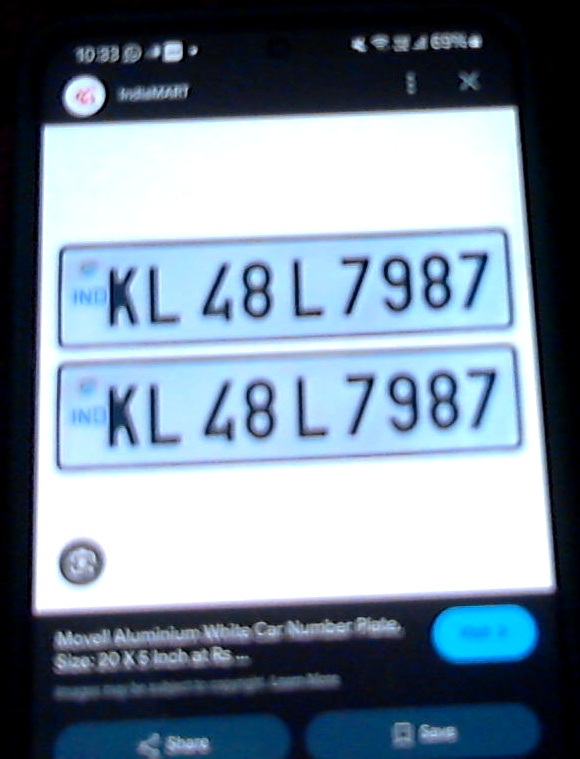 10:33 69%
IndiaMART
IND KL 48 L 7987
IND KL 48 L 7987
Movell Aluminium White Car Number Plate,
Size: 20 X 5 Inch at Rs ...
Images may be subject to copyright. Learn More
Share Save